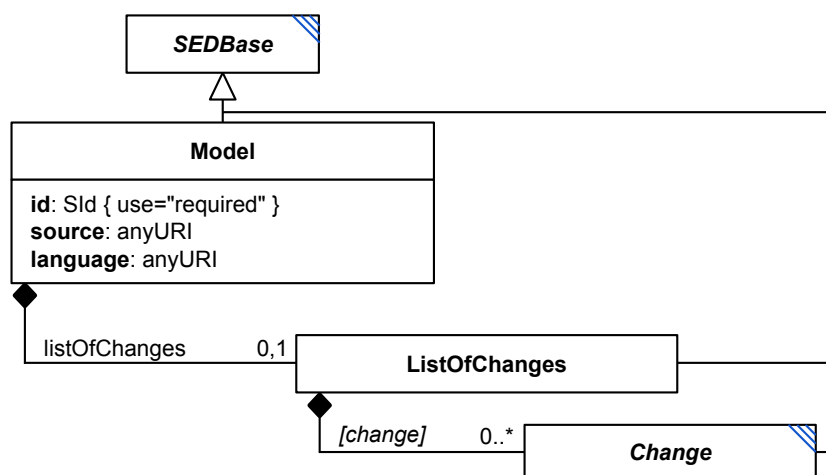 SEDBase
Model
id: SId { use="required" }
source: anyURI
language: anyURI
listOfChanges 0,1
ListOfChanges
[change] 0..*
Change